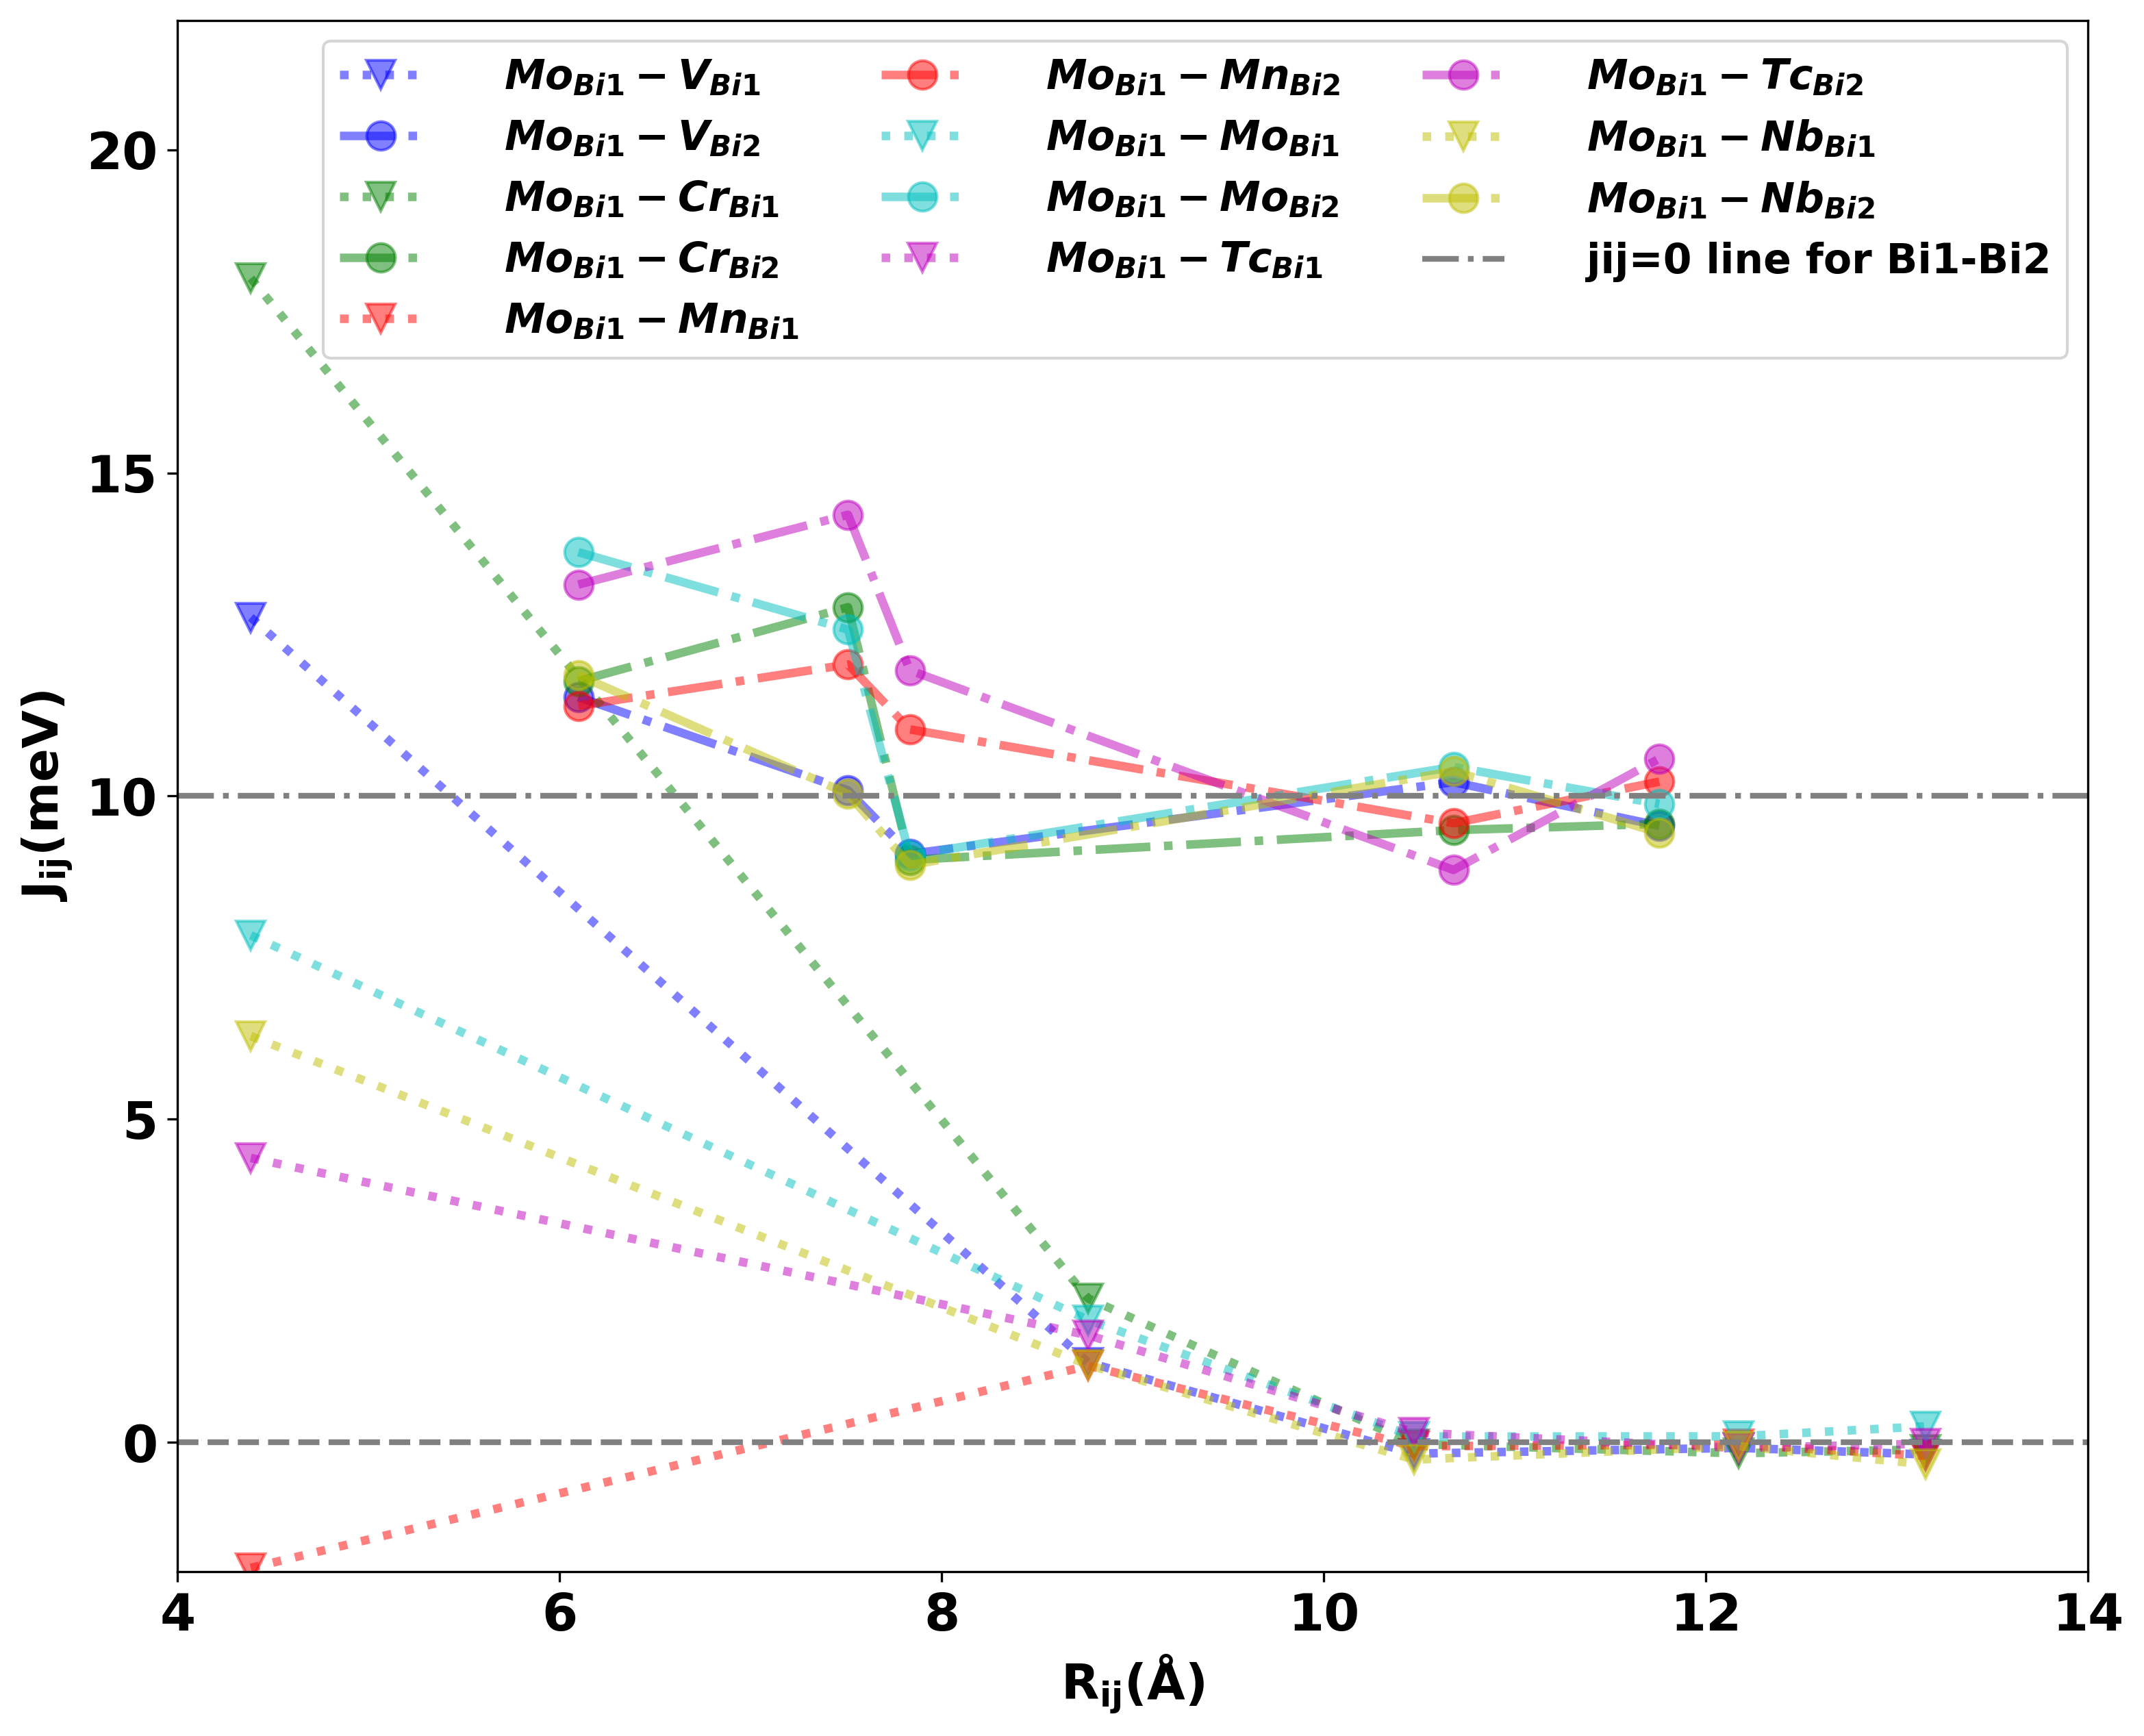 Mo_Bi1 − V_Bi1
Mo_Bi1 − V_Bi2
Mo_Bi1 − Cr_Bi1
Mo_Bi1 − Cr_Bi2
Mo_Bi1 − Mn_Bi1
Mo_Bi1 − Mn_Bi2
Mo_Bi1 − Mo_Bi1
Mo_Bi1 − Mo_Bi2
Mo_Bi1 − Tc_Bi1
Mo_Bi1 − Tc_Bi2
Mo_Bi1 − Nb_Bi1
Mo_Bi1 − Nb_Bi2
jij=0 line for Bi1-Bi2
20
15
10
5
0
J_ij(meV)
4 6 8 10 12 14
R_ij(Å)